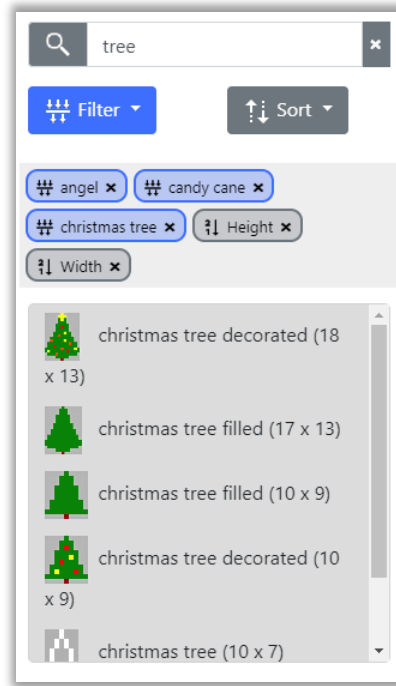 tree ×
Filter Sort
angel × candy cane ×
christmas tree × Height ×
Width ×
christmas tree decorated (18
x 13)
christmas tree filled (17 x 13)
christmas tree filled (10 x 9)
christmas tree decorated (10
x 9)
christmas tree (10 x 7)